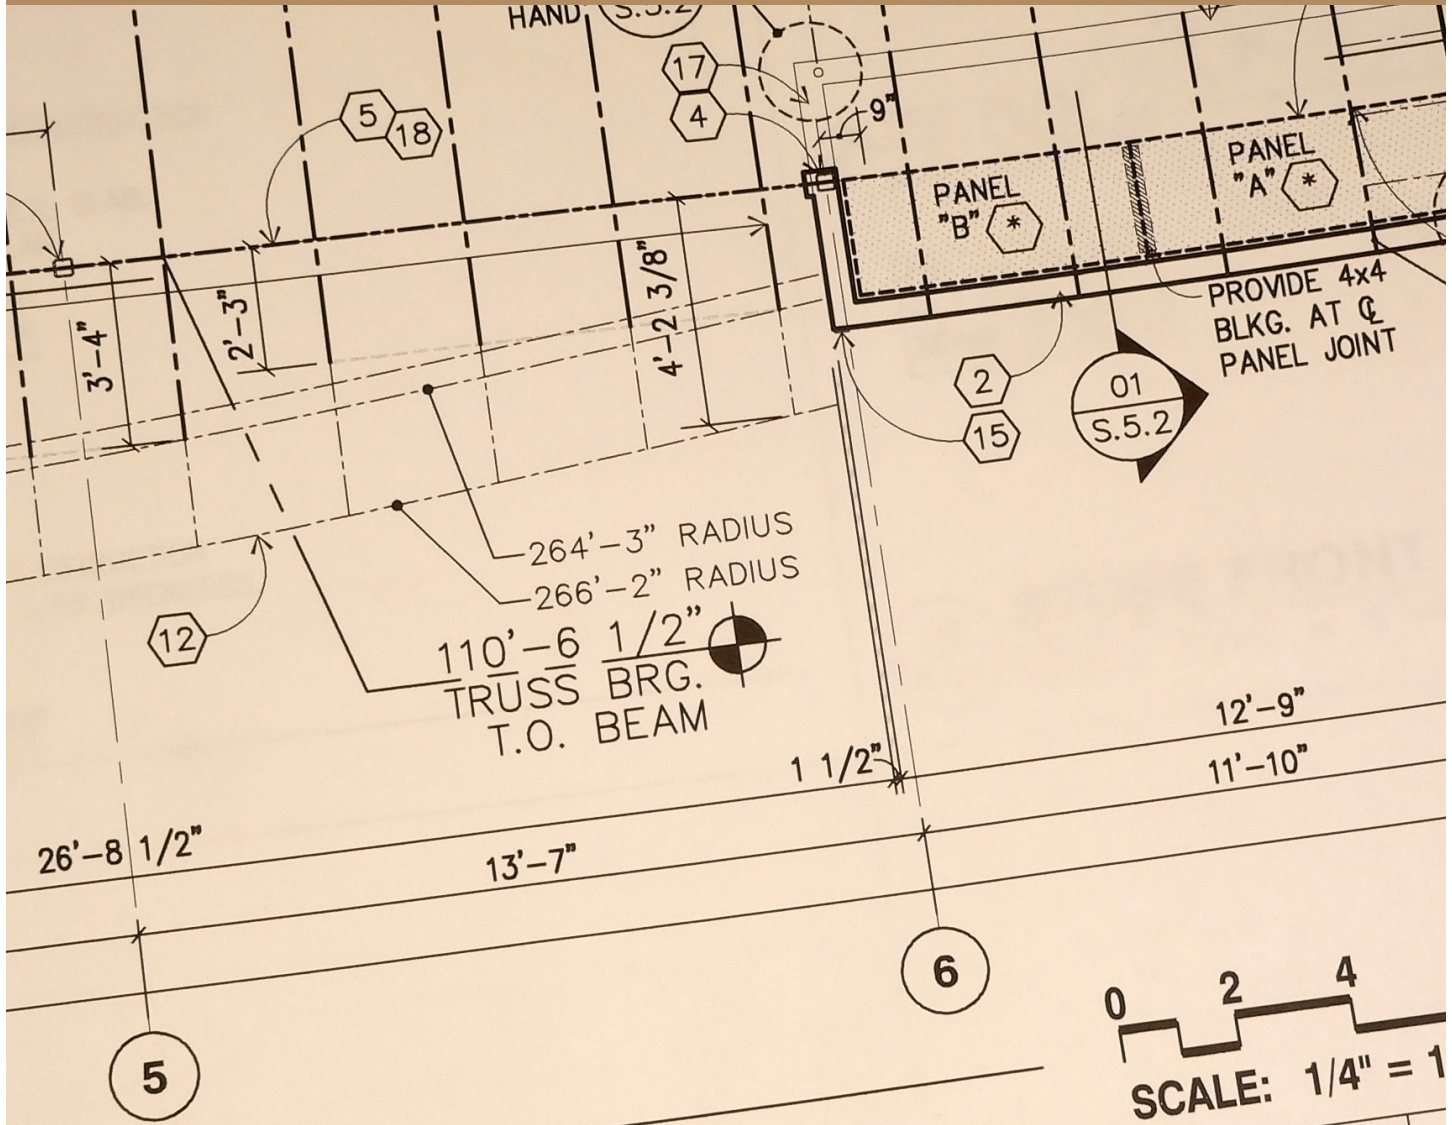 HAND.
S.5.2
17
4
9"
5
18
PANEL
"A"
*
PANEL
"B"
*
3'-4"
2'-3"
4'-2 3/8"
PROVIDE 4x4
BLKG. AT ℄
PANEL JOINT
2
15
01
S.5.2
264'-3" RADIUS
266'-2" RADIUS
12
110'-6 1/2"
TRUSS BRG.
T.O. BEAM
1 1/2"
12'-9"
11'-10"
26'-8 1/2"
13'-7"
5
6
0 2 4
SCALE: 1/4" = 1